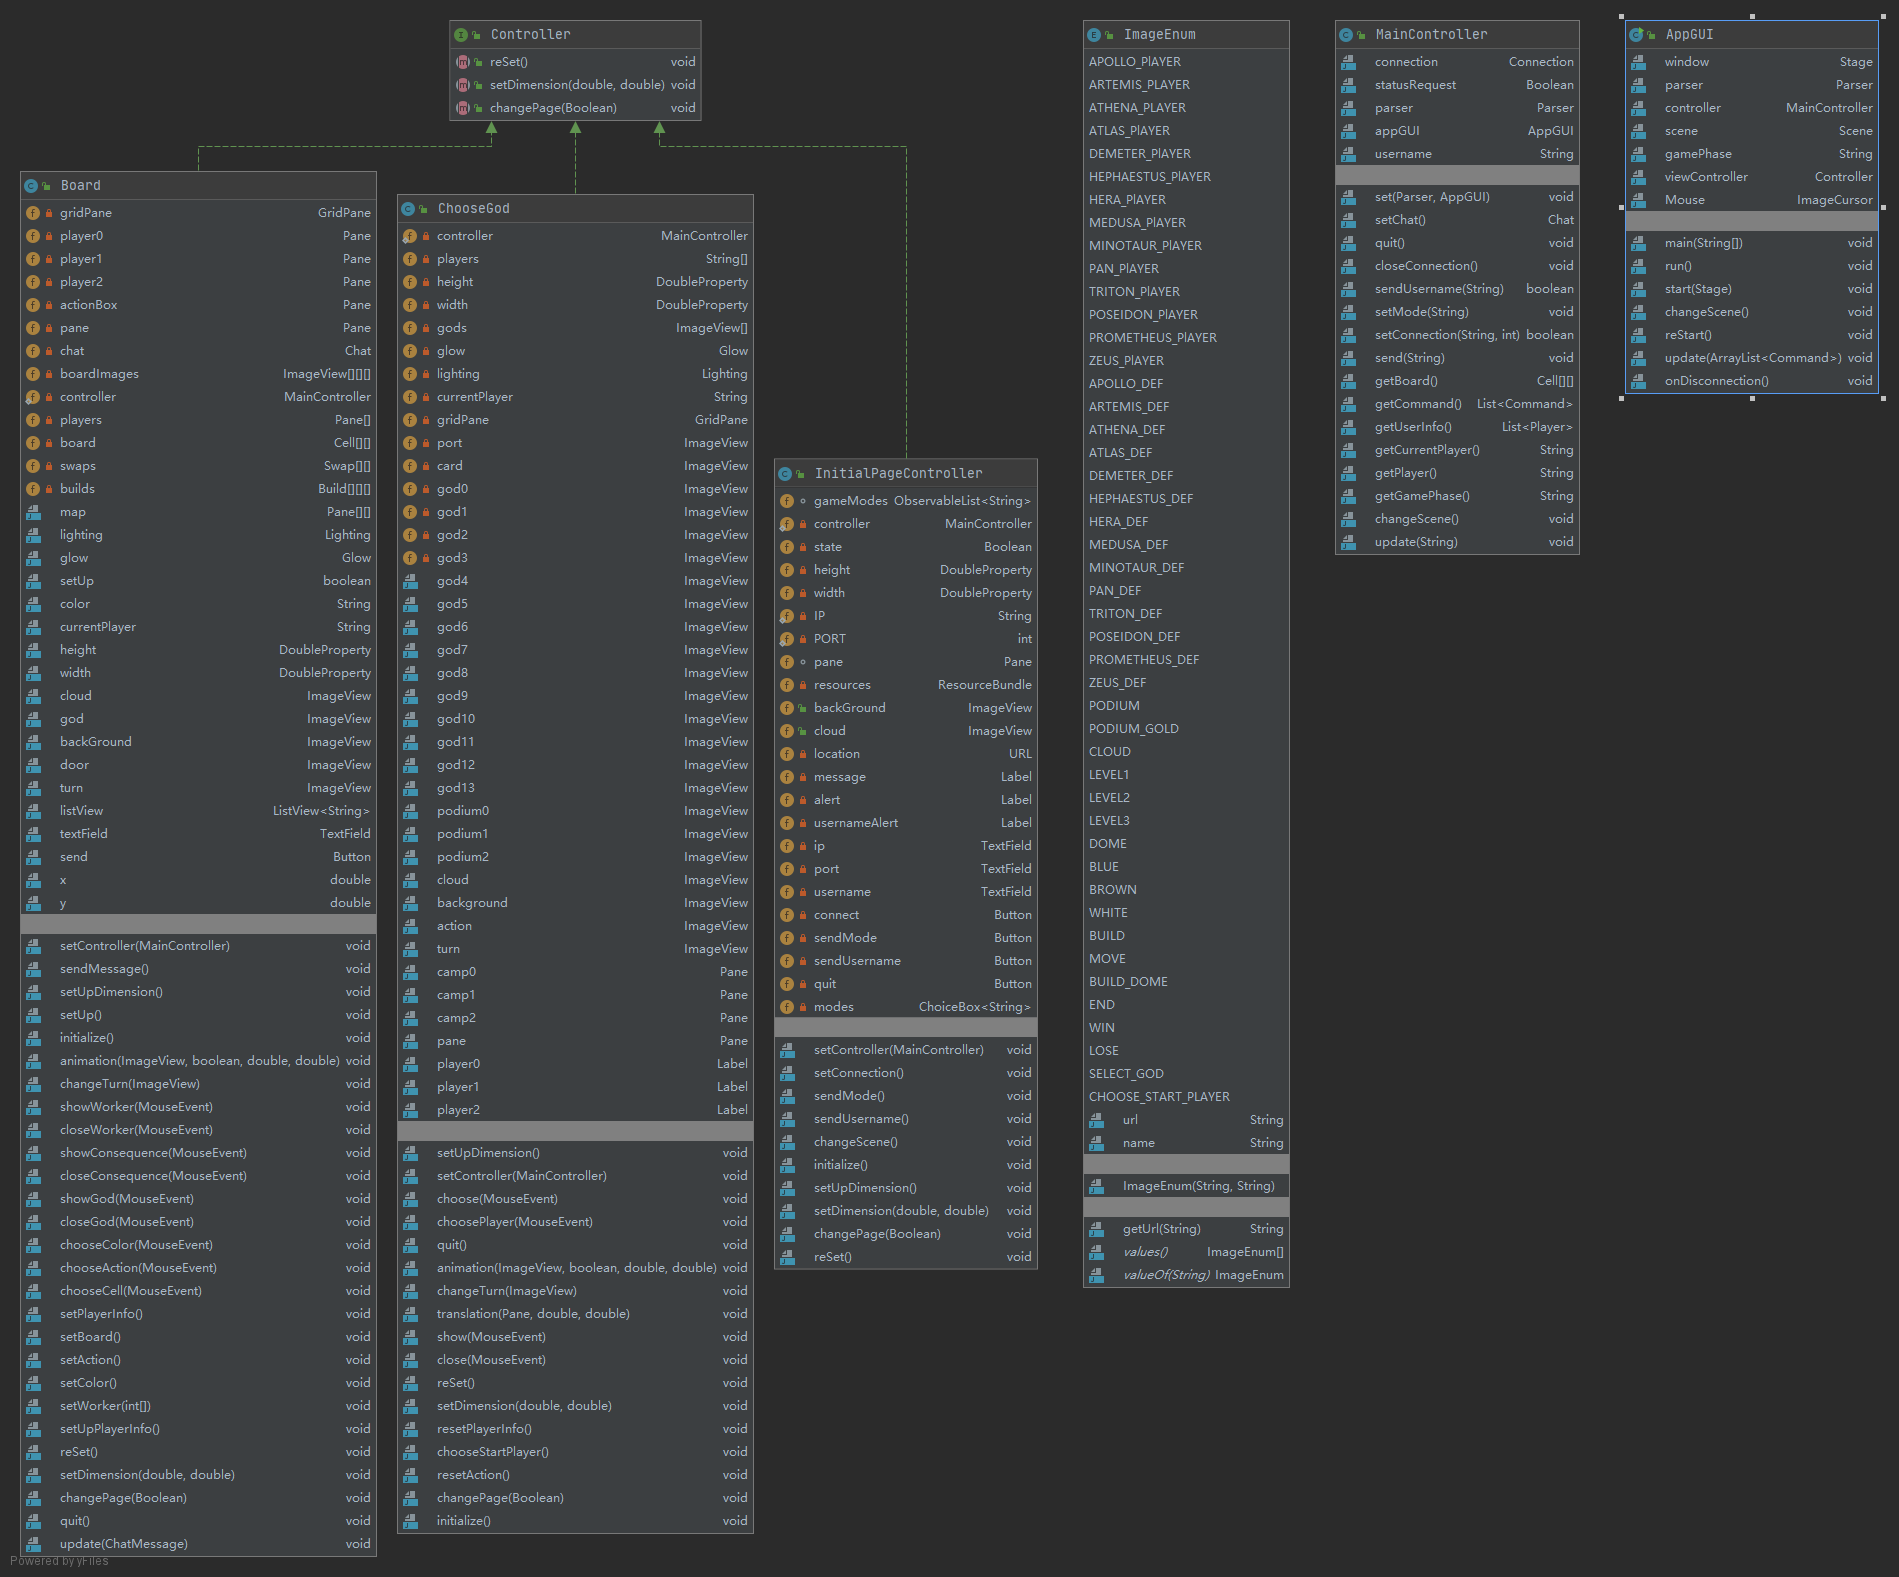 Controller
reSet() void
setDimension(double, double) void
changePage(Boolean) void
Board
gridPane GridPane
player0 Pane
player1 Pane
player2 Pane
actionBox Pane
pane Pane
chat Chat
boardImages ImageView[][][]
controller MainController
players Pane[]
board Cell[][]
swaps Swap[][]
builds Build[][][]
map Pane[][]
lighting Lighting
glow Glow
setUp boolean
color String
currentPlayer String
height DoubleProperty
width DoubleProperty
cloud ImageView
god ImageView
backGround ImageView
door ImageView
turn ImageView
listView ListView<String>
textField TextField
send Button
x double
y double
setController(MainController) void
sendMessage() void
setUpDimension() void
setUp() void
initialize() void
animation(ImageView, boolean, double, double) void
changeTurn(ImageView) void
showWorker(MouseEvent) void
closeWorker(MouseEvent) void
showConsequence(MouseEvent) void
closeConsequence(MouseEvent) void
showGod(MouseEvent) void
closeGod(MouseEvent) void
chooseColor(MouseEvent) void
chooseAction(MouseEvent) void
chooseCell(MouseEvent) void
setPlayerInfo() void
setBoard() void
setAction() void
setColor() void
setWorker(int[]) void
setUpPlayerInfo() void
reSet() void
setDimension(double, double) void
changePage(Boolean) void
quit() void
update(ChatMessage) void
ChooseGod
controller MainController
players String[]
height DoubleProperty
width DoubleProperty
gods ImageView[]
glow Glow
lighting Lighting
currentPlayer String
gridPane GridPane
port ImageView
card ImageView
god0 ImageView
god1 ImageView
god2 ImageView
god3 ImageView
god4 ImageView
god5 ImageView
god6 ImageView
god7 ImageView
god8 ImageView
god9 ImageView
god10 ImageView
god11 ImageView
god12 ImageView
god13 ImageView
podium0 ImageView
podium1 ImageView
podium2 ImageView
cloud ImageView
background ImageView
action ImageView
turn ImageView
camp0 Pane
camp1 Pane
camp2 Pane
pane Pane
player0 Label
player1 Label
player2 Label
setUpDimension() void
setController(MainController) void
choose(MouseEvent) void
choosePlayer(MouseEvent) void
quit() void
animation(ImageView, boolean, double, double) void
changeTurn(ImageView) void
translation(Pane, double, double) void
show(MouseEvent) void
close(MouseEvent) void
reSet() void
setDimension(double, double) void
resetPlayerInfo() void
chooseStartPlayer() void
resetAction() void
changePage(Boolean) void
initialize() void
InitialPageController
gameModes ObservableList<String>
controller MainController
state Boolean
height DoubleProperty
width DoubleProperty
IP String
PORT int
pane Pane
resources ResourceBundle
backGround ImageView
cloud ImageView
location URL
message Label
alert Label
usernameAlert Label
ip TextField
port TextField
username TextField
connect Button
sendMode Button
sendUsername Button
quit Button
modes ChoiceBox<String>
setController(MainController) void
setConnection() void
sendMode() void
sendUsername() void
changeScene() void
initialize() void
setUpDimension() void
setDimension(double, double) void
changePage(Boolean) void
reSet() void
ImageEnum
APOLLO_PlAYER
ARTEMIS_PLAYER
ATHENA_PLAYER
ATLAS_PlAYER
DEMETER_PlAYER
HEPHAESTUS_PlAYER
HERA_PlAYER
MEDUSA_PLAYER
MINOTAUR_PlAYER
PAN_PlAYER
TRITON_PlAYER
POSEIDON_PlAYER
PROMETHEUS_PLAYER
ZEUS_PlAYER
APOLLO_DEF
ARTEMIS_DEF
ATHENA_DEF
ATLAS_DEF
DEMETER_DEF
HEPHAESTUS_DEF
HERA_DEF
MEDUSA_DEF
MINOTAUR_DEF
PAN_DEF
TRITON_DEF
POSEIDON_DEF
PROMETHEUS_DEF
ZEUS_DEF
PODIUM
PODIUM_GOLD
CLOUD
LEVEL1
LEVEL2
LEVEL3
DOME
BLUE
BROWN
WHITE
BUILD
MOVE
BUILD_DOME
END
WIN
LOSE
SELECT_GOD
CHOOSE_START_PLAYER
url String
name String
ImageEnum(String, String)
getUrl(String) String
values() ImageEnum[]
valueOf(String) ImageEnum
MainController
connection Connection
statusRequest Boolean
parser Parser
appGUI AppGUI
username String
set(Parser, AppGUI) void
setChat() Chat
quit() void
closeConnection() void
sendUsername(String) boolean
setMode(String) void
setConnection(String, int) boolean
send(String) void
getBoard() Cell[][]
getCommand() List<Command>
getUserInfo() List<Player>
getCurrentPlayer() String
getPlayer() String
getGamePhase() String
changeScene() void
update(String) void
AppGUI
window Stage
parser Parser
controller MainController
scene Scene
gamePhase String
viewController Controller
Mouse ImageCursor
main(String[]) void
run() void
start(Stage) void
changeScene() void
reStart() void
update(ArrayList<Command>) void
onDisconnection() void
Powered by yFiles